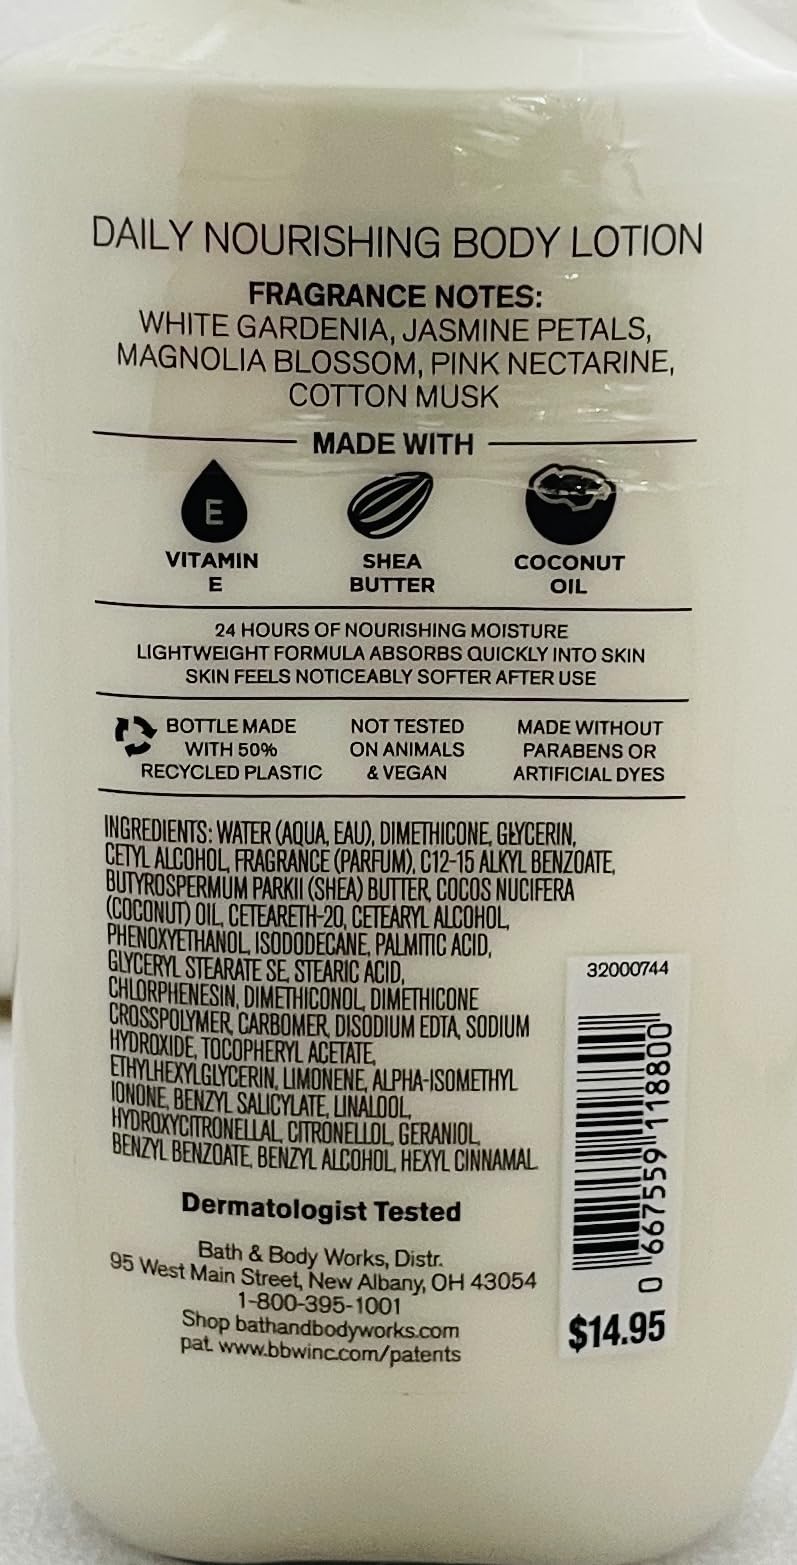 DAILY NOURISHING BODY LOTION
FRAGRANCE NOTES:
WHITE GARDENIA, JASMINE PETALS,
MAGNOLIA BLOSSOM, PINK NECTARINE,
COTTON MUSK
MADE WITH
E
VITAMIN
E
SHEA
BUTTER
COCONUT
OIL
24 HOURS OF NOURISHING MOISTURE
LIGHTWEIGHT FORMULA ABSORBS QUICKLY INTO SKIN
SKIN FEELS NOTICEABLY SOFTER AFTER USE
BOTTLE MADE
WITH 50%
RECYCLED PLASTIC
NOT TESTED
ON ANIMALS
& VEGAN
MADE WITHOUT
PARABENS OR
ARTIFICIAL DYES
INGREDIENTS: WATER (AQUA, EAU), DIMETHICONE, GLYCERIN,
CETYL ALCOHOL, FRAGRANCE (PARFUM), C12-15 ALKYL BENZOATE,
BUTYROSPERMUM PARKII (SHEA) BUTTER, COCOS NUCIFERA
(COCONUT) OIL, CETEARETH-20, CETEARYL ALCOHOL,
PHENOXYETHANOL, ISODODECANE, PALMITIC ACID,
GLYCERYL STEARATE SE, STEARIC ACID,
CHLORPHENESIN, DIMETHICONOL, DIMETHICONE
CROSSPOLYMER, CARBOMER, DISODIUM EDTA, SODIUM
HYDROXIDE, TOCOPHERYL ACETATE,
ETHYLHEXYLGLYCERIN, LIMONENE, ALPHA-ISOMETHYL
IONONE, BENZYL SALICYLATE, LINALOOL,
HYDROXYCITRONELLAL, CITRONELLOL, GERANIOL,
BENZYL BENZOATE, BENZYL ALCOHOL, HEXYL CINNAMAL
Dermatologist Tested
Bath & Body Works, Distr.
95 West Main Street, New Albany, OH 43054
1-800-395-1001
Shop bathandbodyworks.com
pat. www.bbwinc.com/patents
32000744
0 667559 118800
$14.95